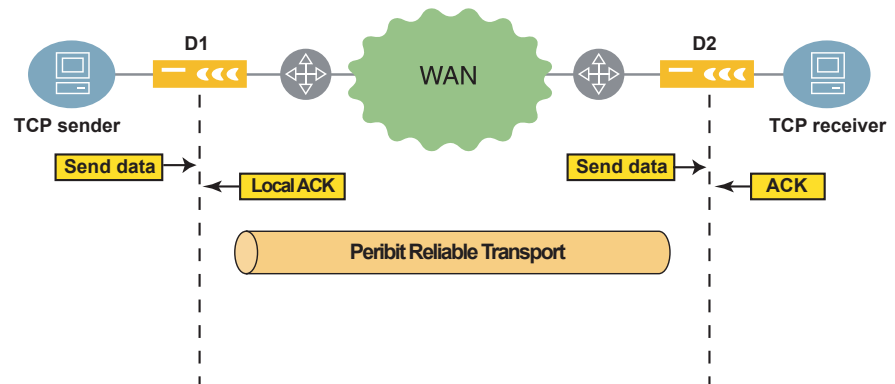 D1
D2
WAN
TCP sender
TCP receiver
Send data
Local ACK
Send data
ACK
Peribit Reliable Transport